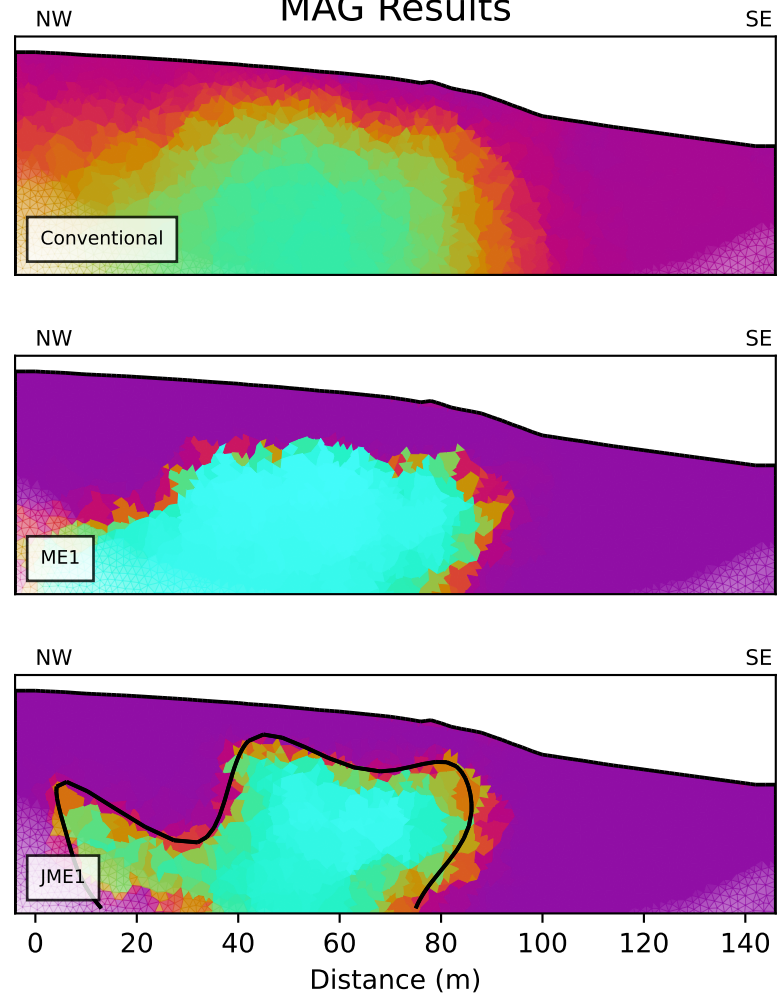 MAG Results
NW SE
Conventional
NW SE
ME1
NW SE
JME1
0 20 40 60 80 100 120 140
Distance (m)